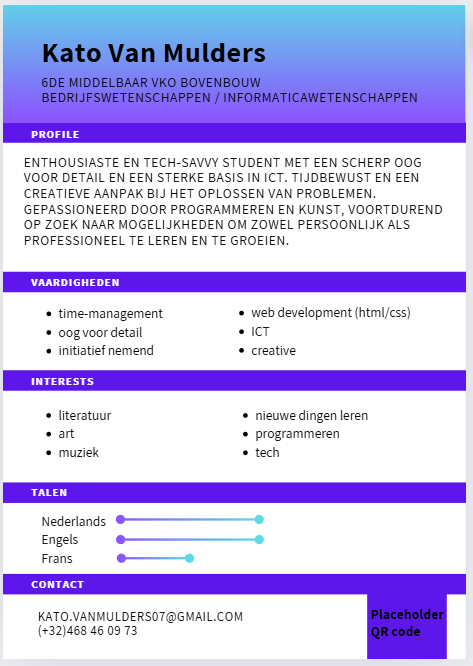 Kato Van Mulders
6DE MIDDELBAAR VKO BOVENBOUW
BEDRIJFSWETENSCHAPPEN / INFORMATICAWETENSCHAPPEN
PROFILE
ENTHOUSIASTE EN TECH-SAVVY STUDENT MET EEN SCHERP OOG
VOOR DETAIL EN EEN STERKE BASIS IN ICT. TIJDBEWUST EN EEN
CREATIEVE AANPAK BIJ HET OPLOSSEN VAN PROBLEMEN.
GEPASSIONEERD DOOR PROGRAMMEREN EN KUNST, VOORTDUREND
OP ZOEK NAAR MOGELIJKHEDEN OM ZOWEL PERSOONLIJK ALS
PROFESSIONEEL TE LEREN EN TE GROEIEN.
VAARDIGHEDEN
• time-management
• oog voor detail
• initiatief nemend
• web development (html/css)
• ICT
• creative
INTERESTS
• literatuur
• art
• muziek
• nieuwe dingen leren
• programmeren
• tech
TALEN
Nederlands
Engels
Frans
CONTACT
KATO.VANMULDERS07@GMAIL.COM
(+32)468 46 09 73
Placeholder
QR code